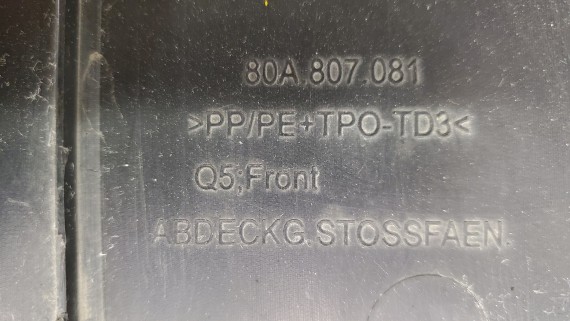 80A.807.081
>PP/PE+TPO-TD3<
Q5;Front
ABDECKG.STOSSFAEN.